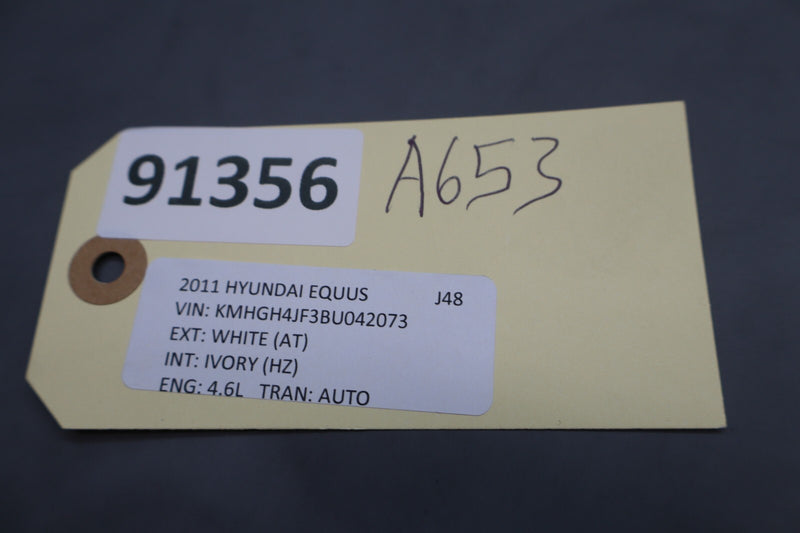 91356
A653
2011 HYUNDAI EQUUS J48
VIN: KMHGH4JF3BU042073
EXT: WHITE (AT)
INT: IVORY (HZ)
ENG: 4.6L TRAN: AUTO